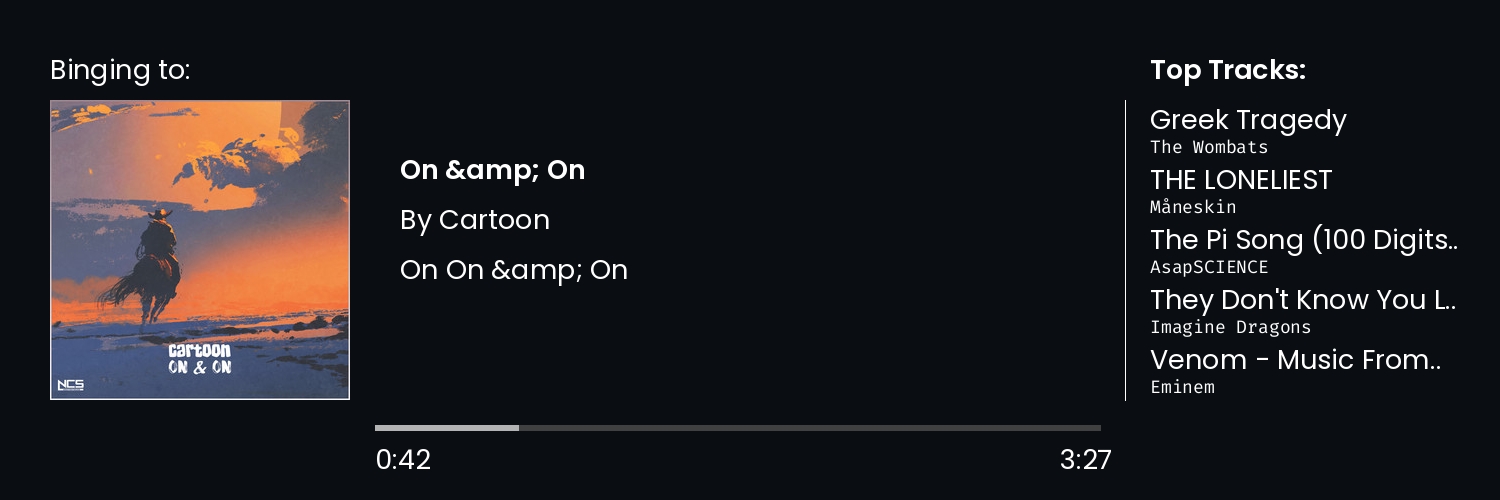 Binging to:
cartoon
ON & ON
NCS
On &amp; On
By Cartoon
On On &amp; On
0:42
3:27
Top Tracks:
Greek Tragedy
The Wombats
THE LONELIEST
Måneskin
The Pi Song (100 Digits..
AsapSCIENCE
They Don't Know You L..
Imagine Dragons
Venom - Music From..
Eminem